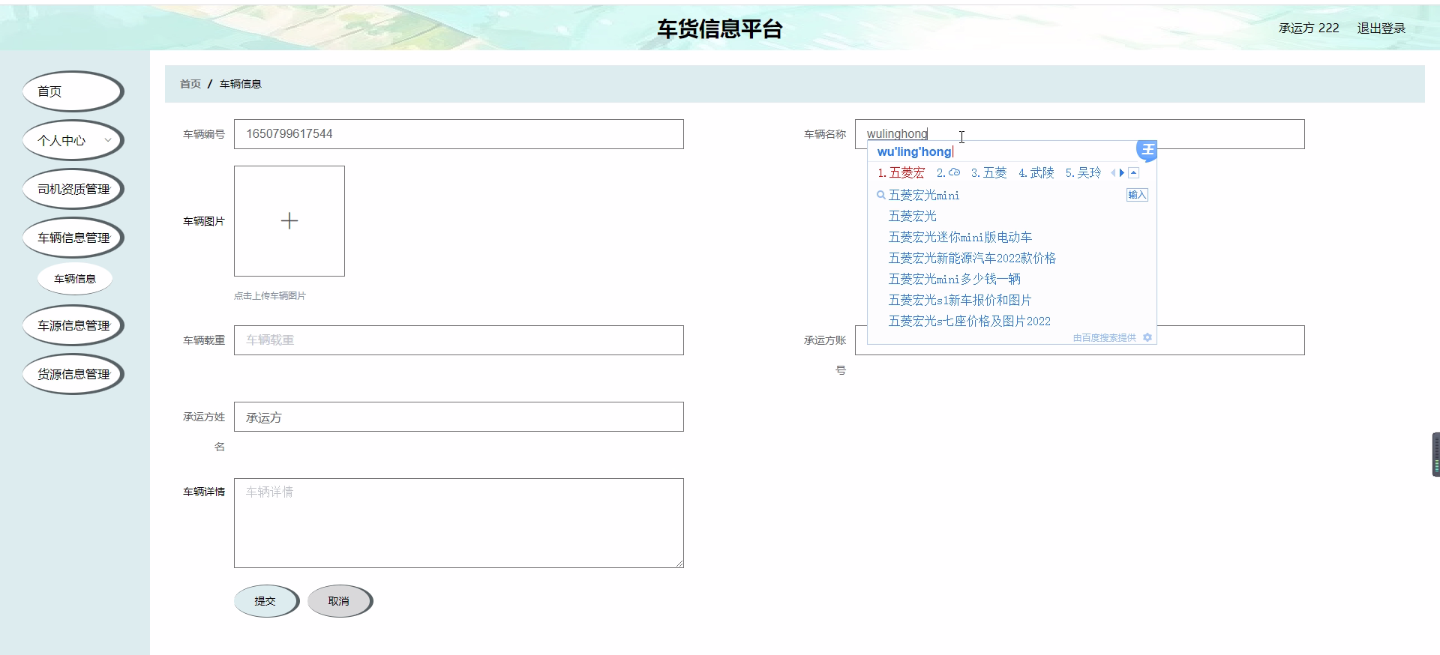 车货信息平台
承运方 222 退出登录
首页
个人中心
司机资质管理
车辆信息管理
车辆信息
车源信息管理
货源信息管理
首页 / 车辆信息
车辆编号 1650799617544
车辆名称 wulinghong
wu'ling'hong
1.五菱宏 2. 3.五菱 4.武陵 5.吴玲
五菱宏光mini
输入
五菱宏光
五菱宏光迷你mini版电动车
五菱宏光新能源汽车2022款价格
五菱宏光mini多少钱一辆
五菱宏光s1新车报价和图片
五菱宏光s七座价格及图片2022
由百度搜索提供
王
车辆图片
点击上传车辆图片
车辆载重 车辆载重
承运方账
号
承运方姓 承运方
名
车辆详情 车辆详情
提交 取消